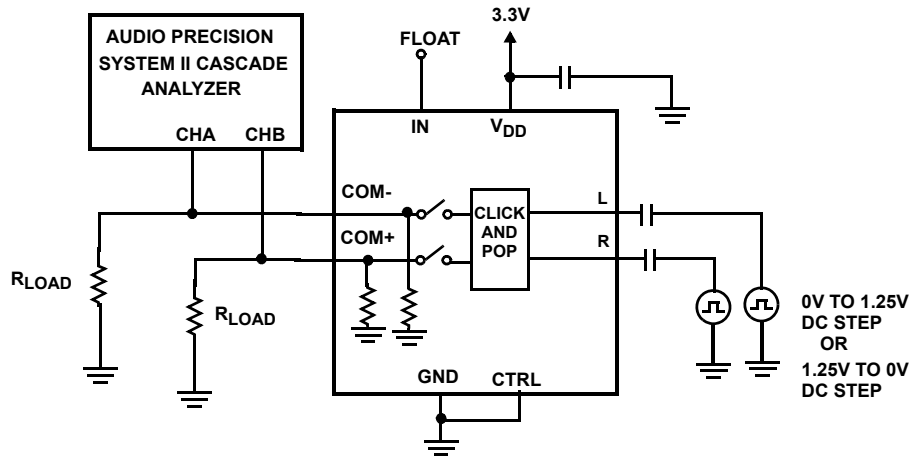 AUDIO PRECISION
SYSTEM II CASCADE
ANALYZER
CHA
CHB
FLOAT
3.3V
IN
VDD
COM-
COM+
CLICK
AND
POP
L
R
RLOAD
RLOAD
0V TO 1.25V
DC STEP
OR
1.25V TO 0V
DC STEP
GND
CTRL